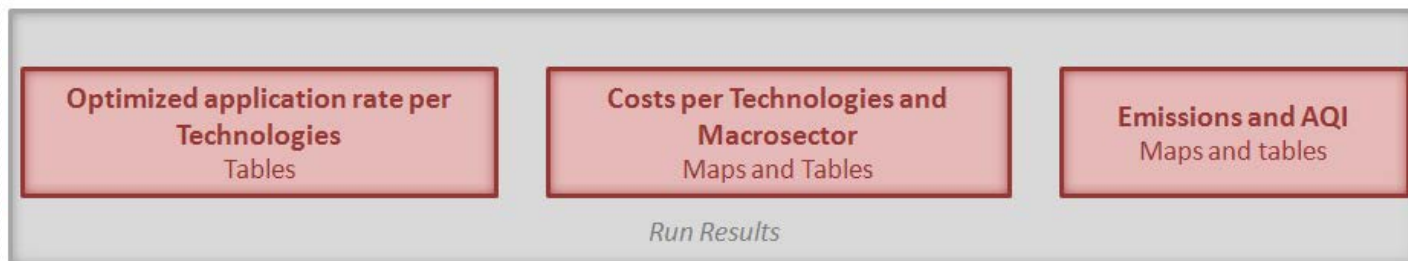 Optimized application rate per
Technologies
Tables
Costs per Technologies and
Macrosector
Maps and Tables
Emissions and AQI
Maps and tables
Run Results